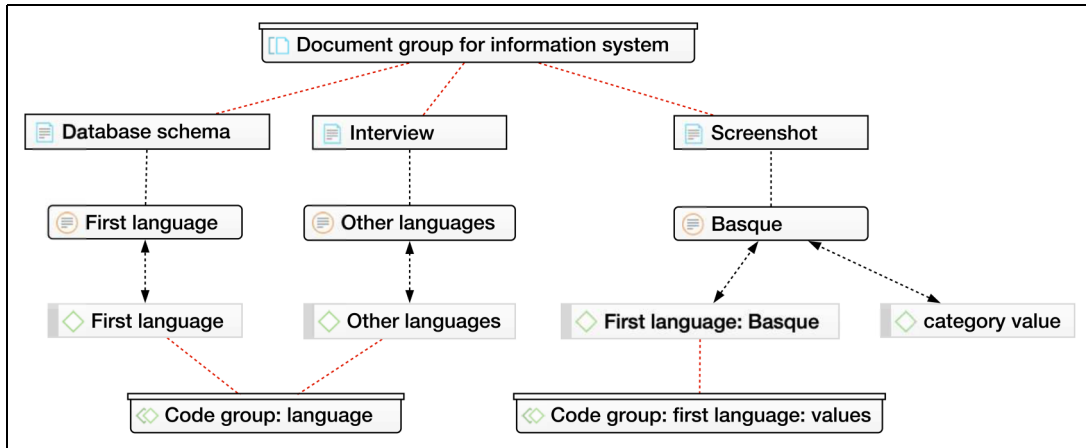 Document group for information system
Database schema
Interview
Screenshot
First language
Other languages
Basque
First language
Other languages
First language: Basque
category value
Code group: language
Code group: first language: values